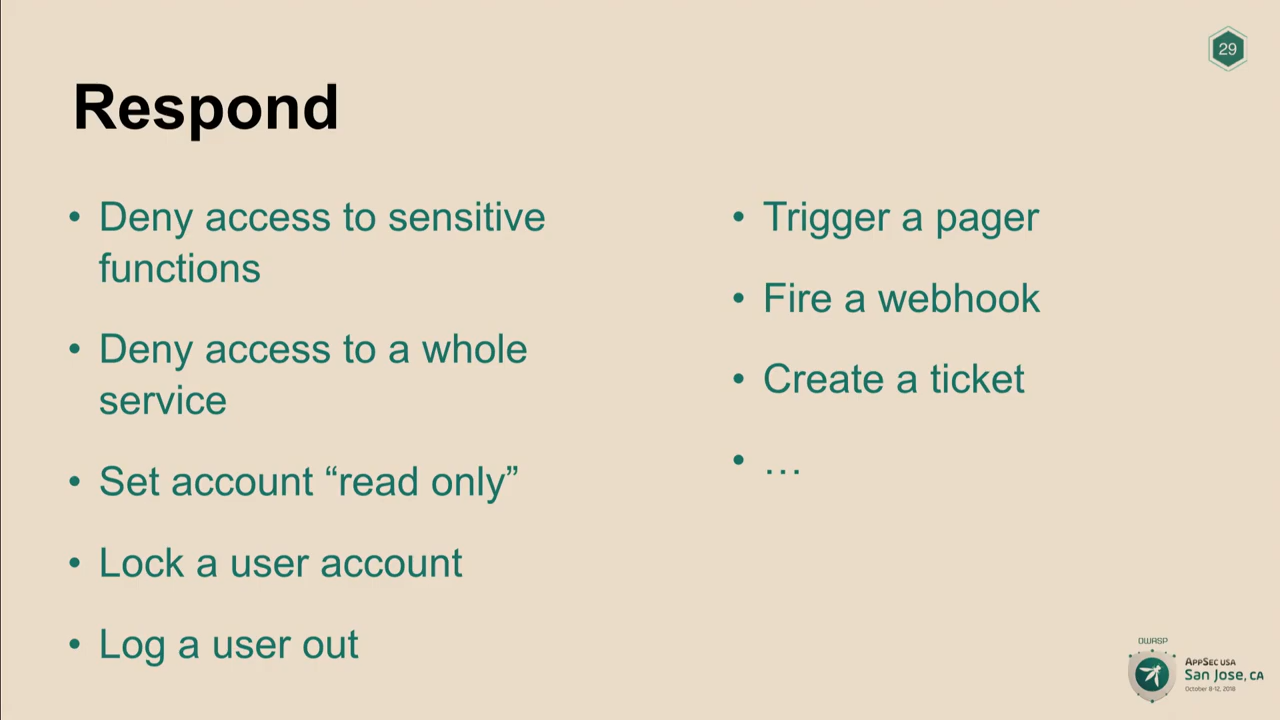 29
Respond
• Deny access to sensitive
functions
• Deny access to a whole
service
• Set account “read only”
• Lock a user account
• Log a user out
• Trigger a pager
• Fire a webhook
• Create a ticket
• …
OWASP
AppSec USA
San Jose, CA
October 8-12, 2018